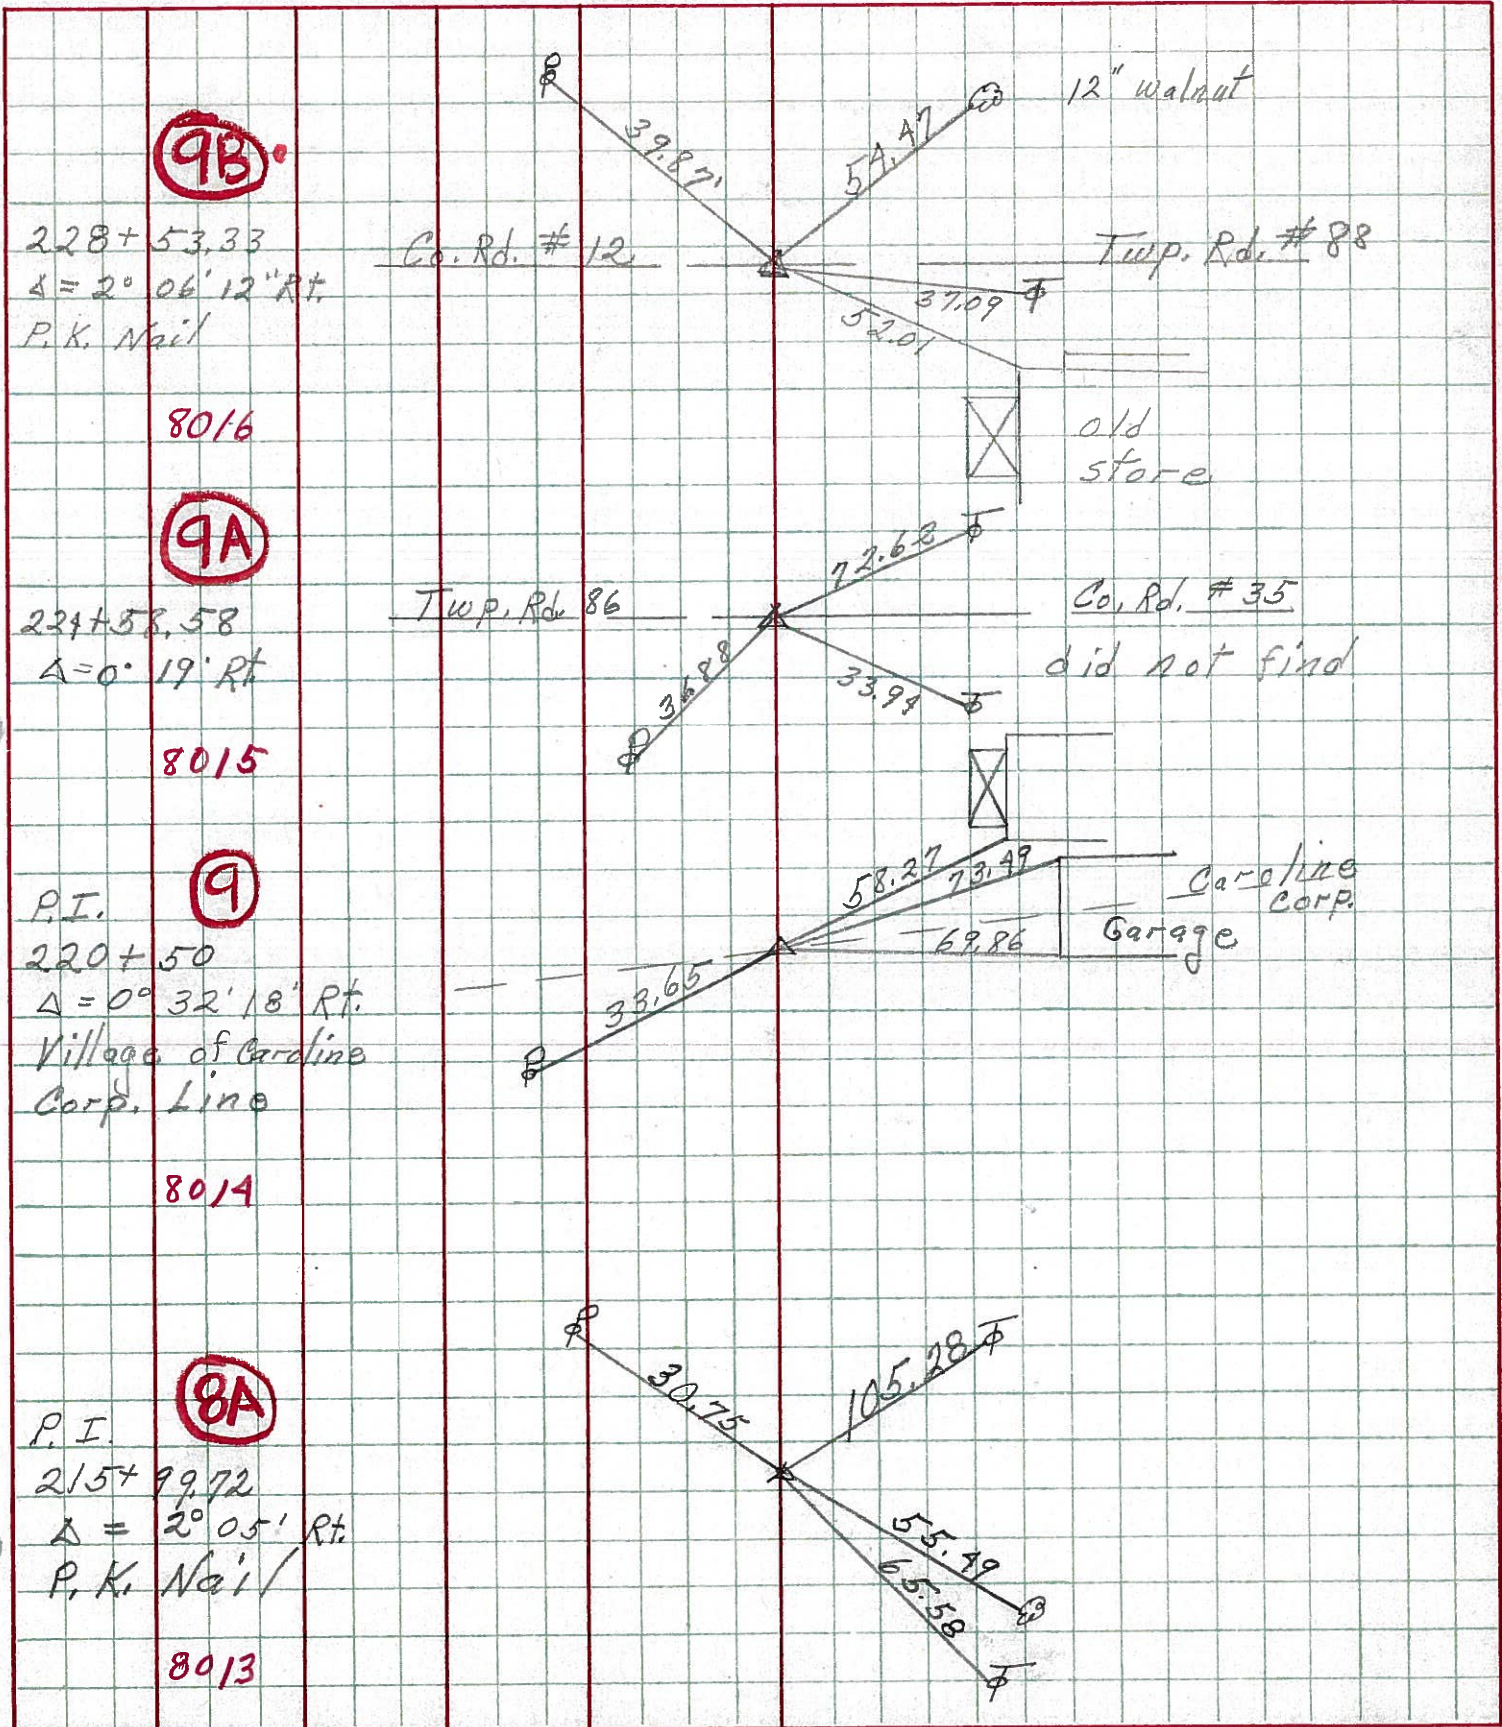 12" walnut
39.87'
54.47
9B
228+53.33
Co. Rd. # 12
Twp. Rd. # 88
Δ = 2° 06' 12" Rt.
37.09
P.K. Nail
52.01
8016
old
store
9A
72.62
Twp. Rd. 86
Co. Rd. # 35
Δ=0° 19' Rt.
did not find
33.94
8015
9
58.27
73.49
Caroline
Corp.
P.I.
Garage
69.86
220+50
Δ = 0° 32' 18" Rt.
33.65
Village of Caroline
Corp. Line
8014
105.28
30.75
8A
P.I.
215+99.72
Δ = 2° 05' Rt.
55.49
P.K. Nail
65.58
8013